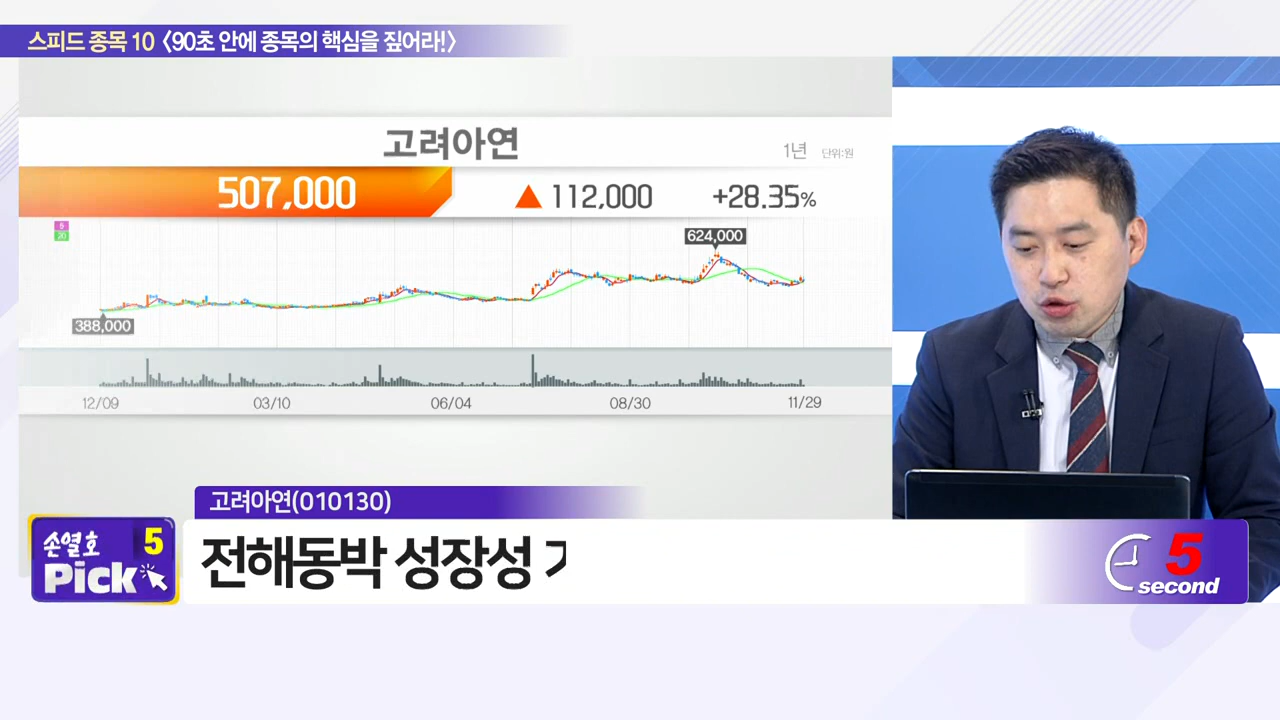 스피드 종목 10 <90초 안에 종목의 핵심을 짚어라!>
고려아연
1년 단위:원
507,000 ▲ 112,000 +28.35%
5
20
624,000
388,000
12/09 03/10 06/04 08/30 11/29
고려아연(010130)
손열호 5
Pick
전해동박 성장성
5
second